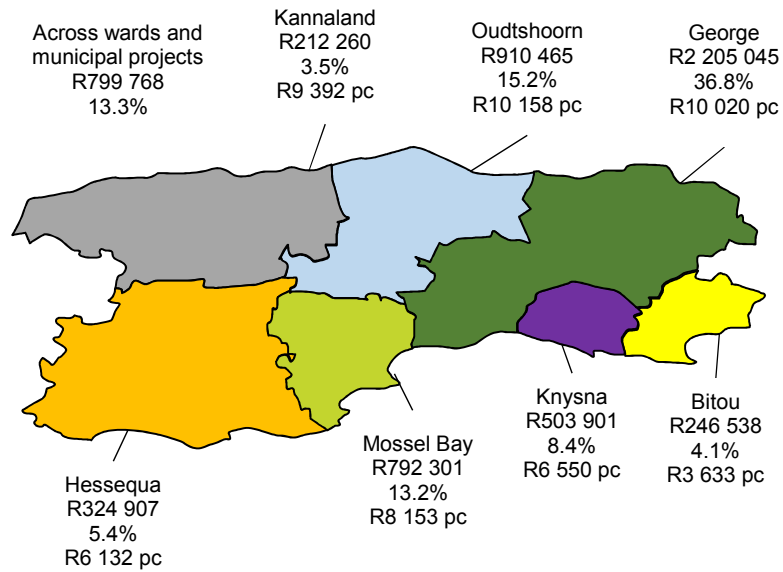 Across wards and
municipal projects
R799 768
13.3%
Kannaland
R212 260
3.5%
R9 392 pc
Oudtshoorn
R910 465
15.2%
R10 158 pc
George
R2 205 045
36.8%
R10 020 pc
Hessequa
R324 907
5.4%
R6 132 pc
Mossel Bay
R792 301
13.2%
R8 153 pc
Knysna
R503 901
8.4%
R6 550 pc
Bitou
R246 538
4.1%
R3 633 pc